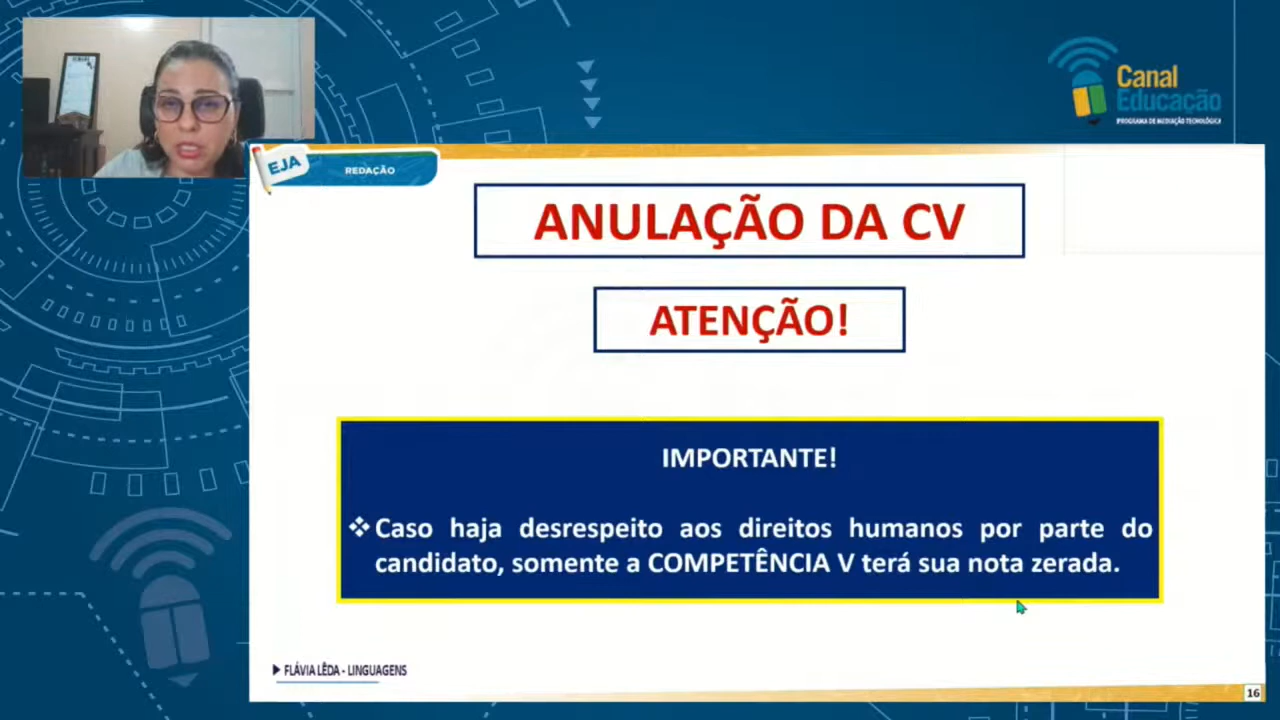 Canal
Educação
PROGRAMA DE MEDIAÇÃO TECNOLÓGICA
EJA
REDAÇÃO
ANULAÇÃO DA CV
ATENÇÃO!
IMPORTANTE!
❖ Caso haja desrespeito aos direitos humanos por parte do
candidato, somente a COMPETÊNCIA V terá sua nota zerada.
FLÁVIA LÊDA - LINGUAGENS
16